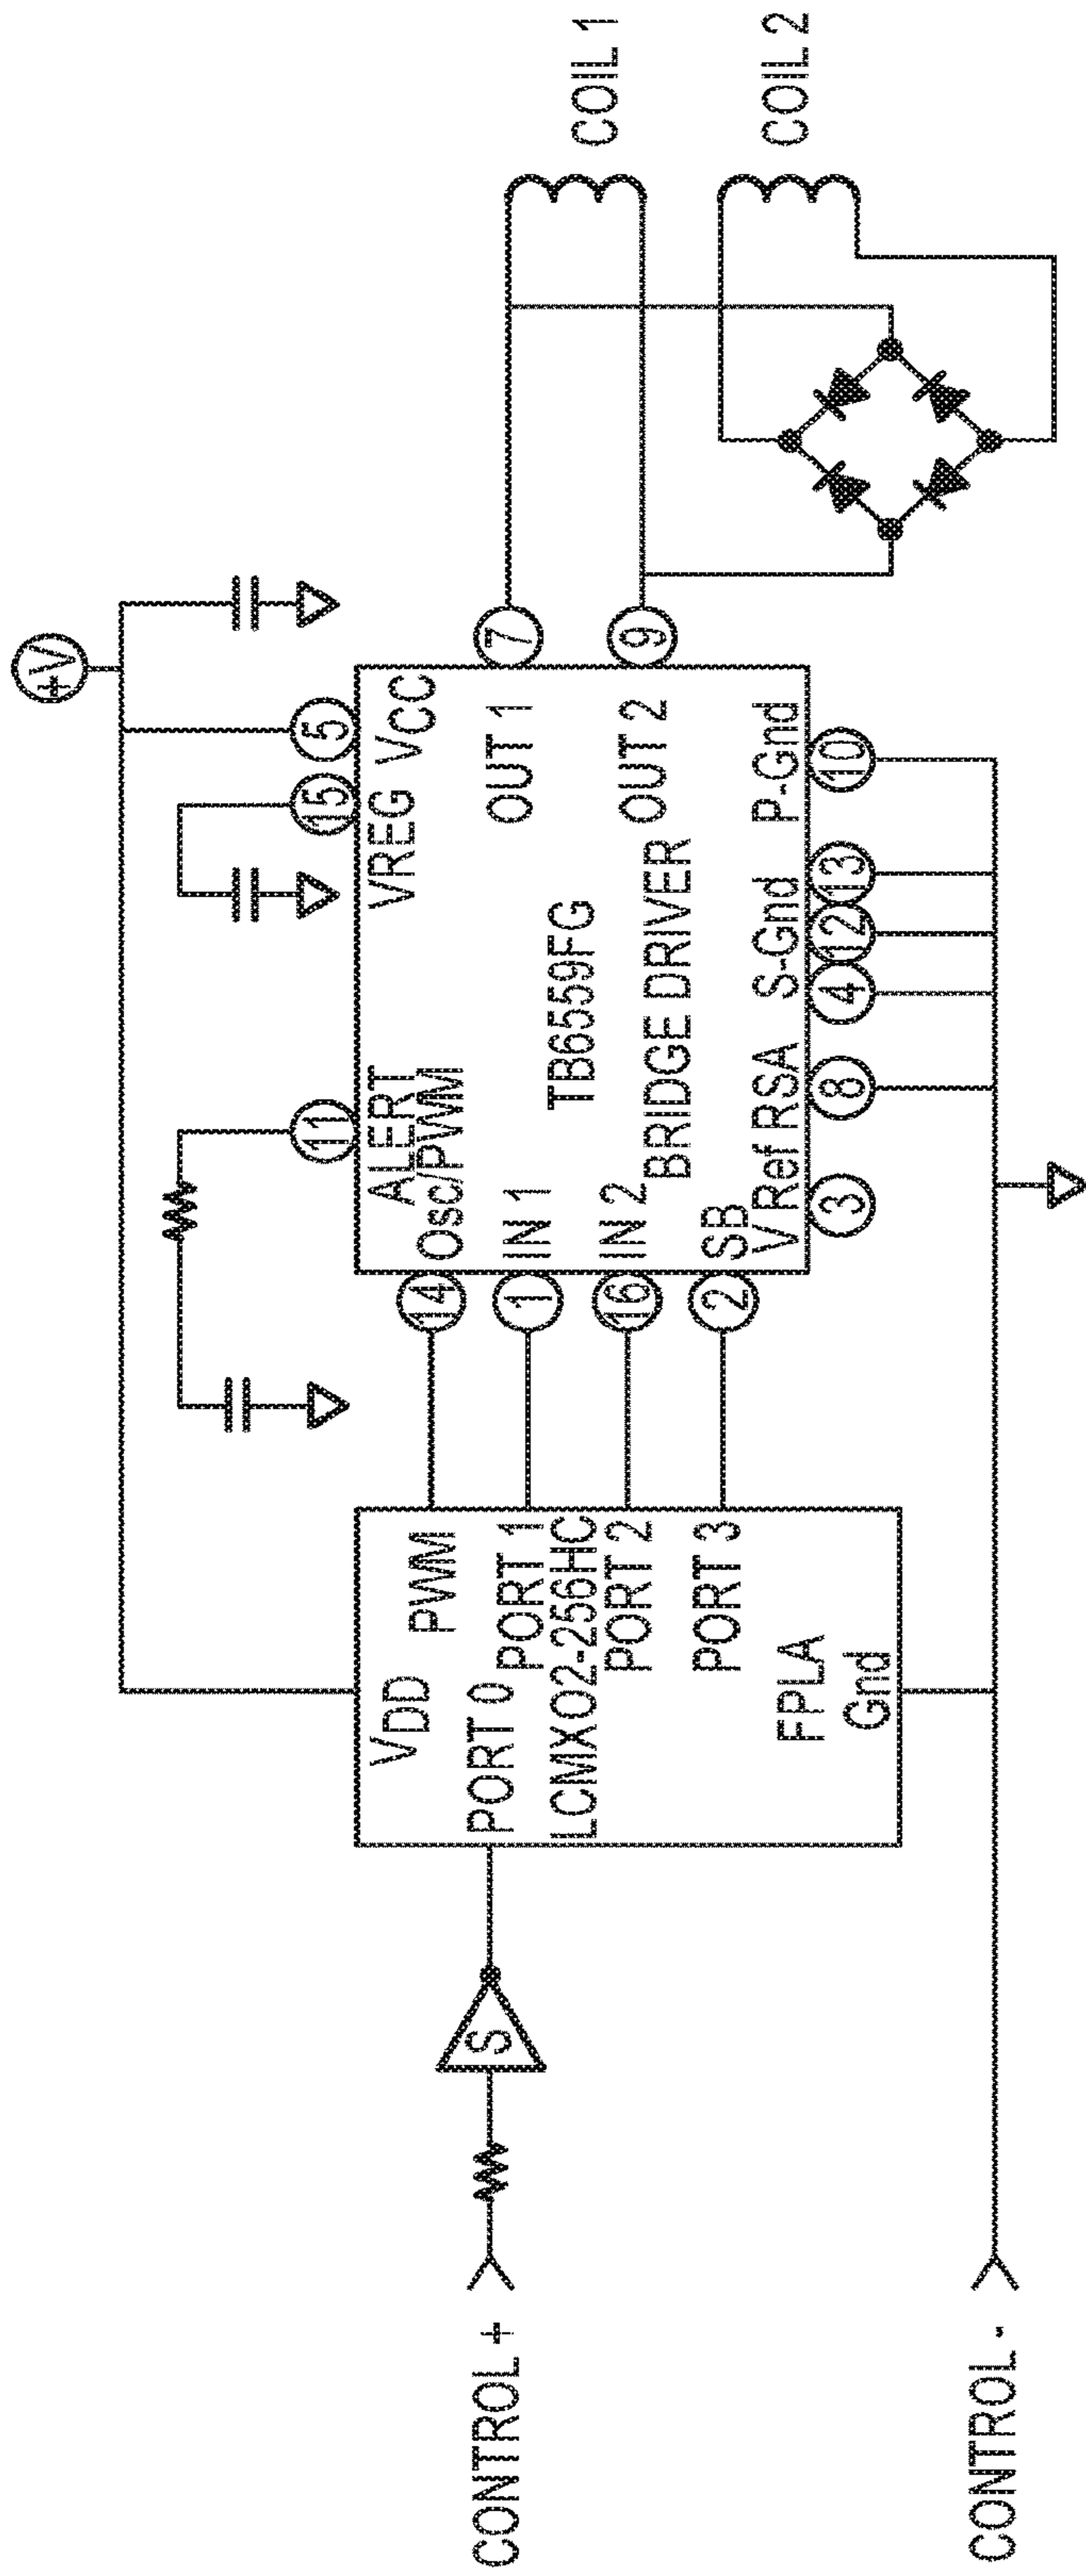 CONTROL +
CONTROL -
S
VDD
PWM
PORT 0
PORT 1
LCMXO2-256HC
PORT 2
PORT 3
FPLA
Gnd
+V
14
1
16
2
11
15
5
ALERT
VREG
VCC
Osc/PWM
IN 1
OUT 1
TB6559FG
IN 2
BRIDGE DRIVER
OUT 2
SB
V Ref
RSA
S-Gnd
P-Gnd
3
8
4
12
13
10
7
9
COIL 1
COIL 2